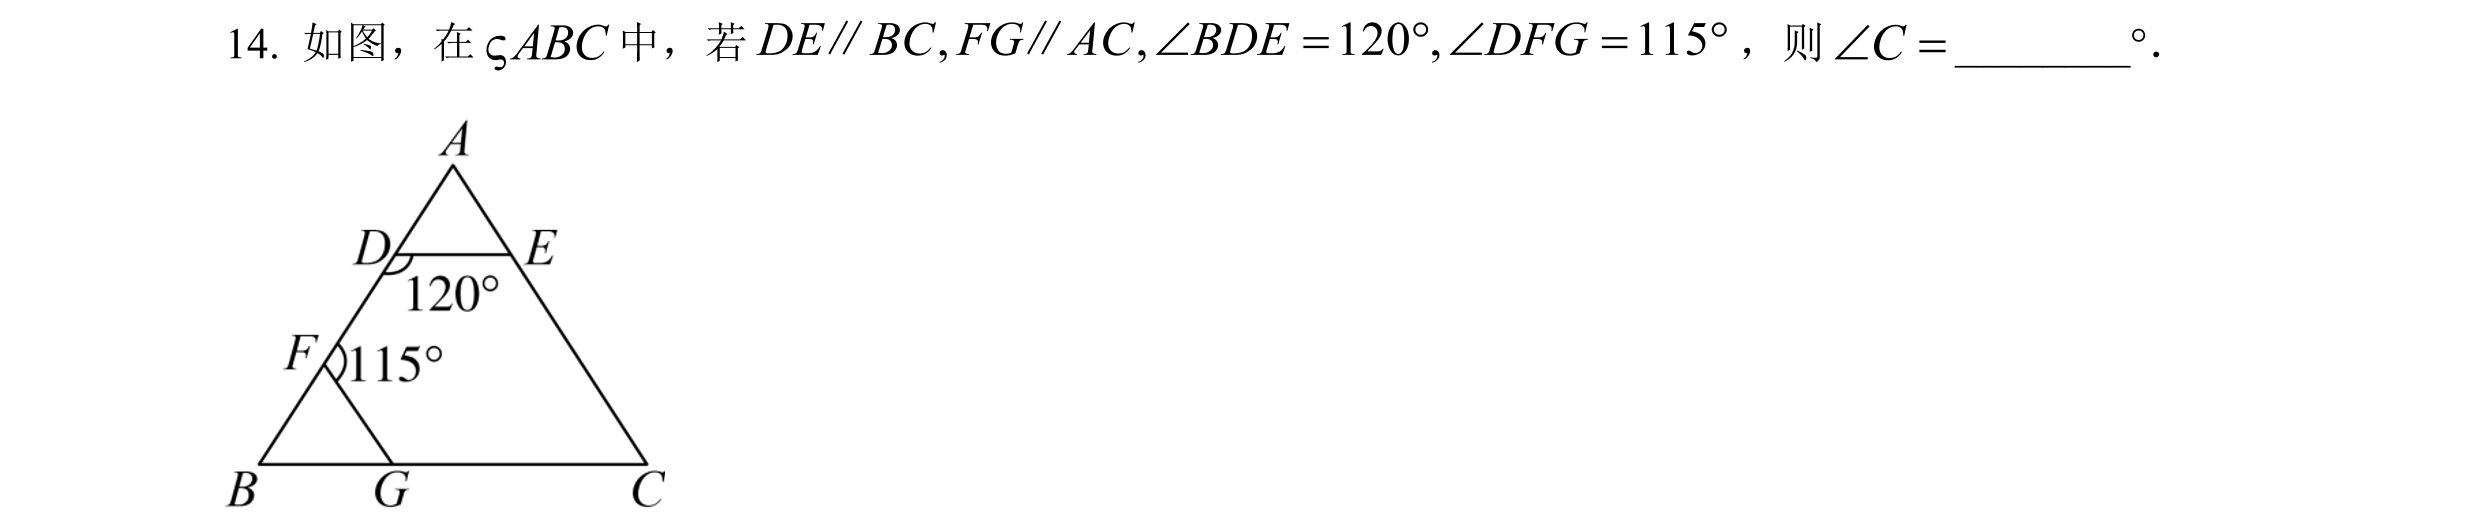 14. 如图，在ςABC中，若DE∥BC,FG∥AC,∠BDE=120°,∠DFG=115°，则∠C=________°.
A
D E
120°
F 115°
B G C